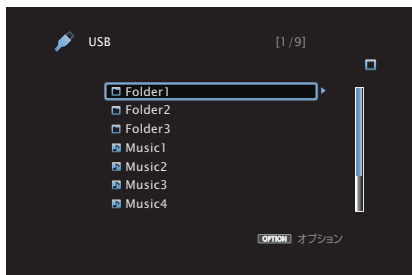 USB [1/9]
Folder1
Folder2
Folder3
Music1
Music2
Music3
Music4
OPTION オプション